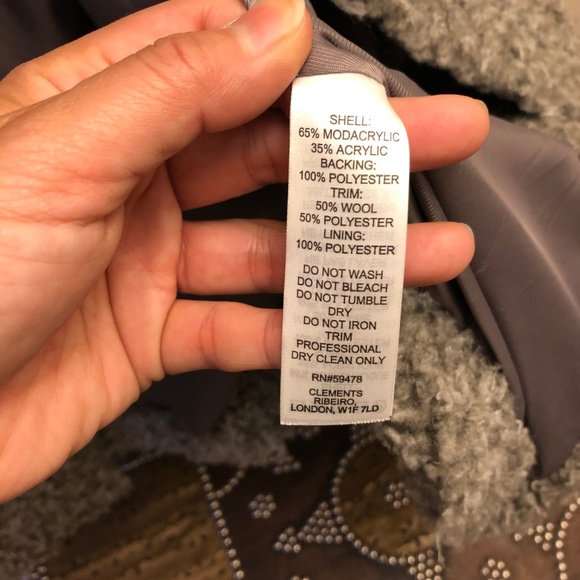 SHELL:
65% MODACRYLIC
35% ACRYLIC
BACKING:
100% POLYESTER
TRIM:
50% WOOL
50% POLYESTER
LINING:
100% POLYESTER
DO NOT WASH
DO NOT BLEACH
DO NOT TUMBLE
DRY
DO NOT IRON
TRIM
PROFESSIONAL
DRY CLEAN ONLY
RN#59478
CLEMENTS
RIBEIRO,
LONDON, W1F 7LD